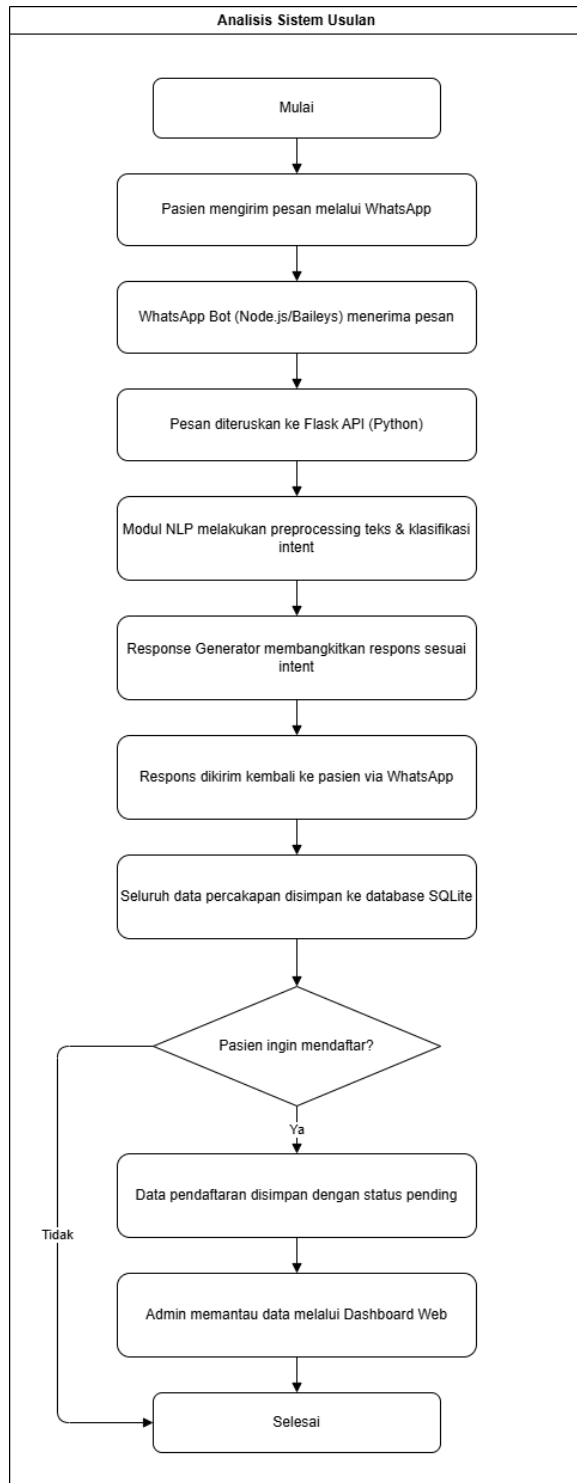 Analisis Sistem Usulan
Mulai
Pasien mengirim pesan melalui WhatsApp
WhatsApp Bot (Node.js/Baileys) menerima pesan
Pesan diteruskan ke Flask API (Python)
Modul NLP melakukan preprocessing teks & klasifikasi
intent
Response Generator membangkitkan respons sesuai
intent
Respons dikirim kembali ke pasien via WhatsApp
Seluruh data percakapan disimpan ke database SQLite
Pasien ingin mendaftar?
Ya
Data pendaftaran disimpan dengan status pending
Tidak
Admin memantau data melalui Dashboard Web
Selesai